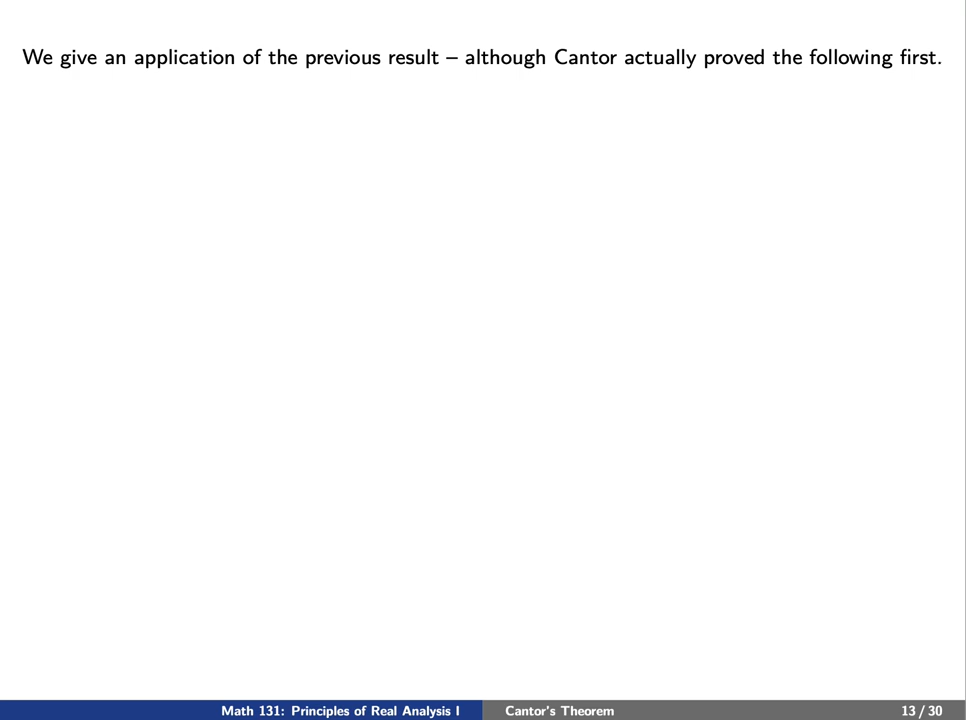 We give an application of the previous result – although Cantor actually proved the following first.
Math 131: Principles of Real Analysis I Cantor's Theorem 13 / 30